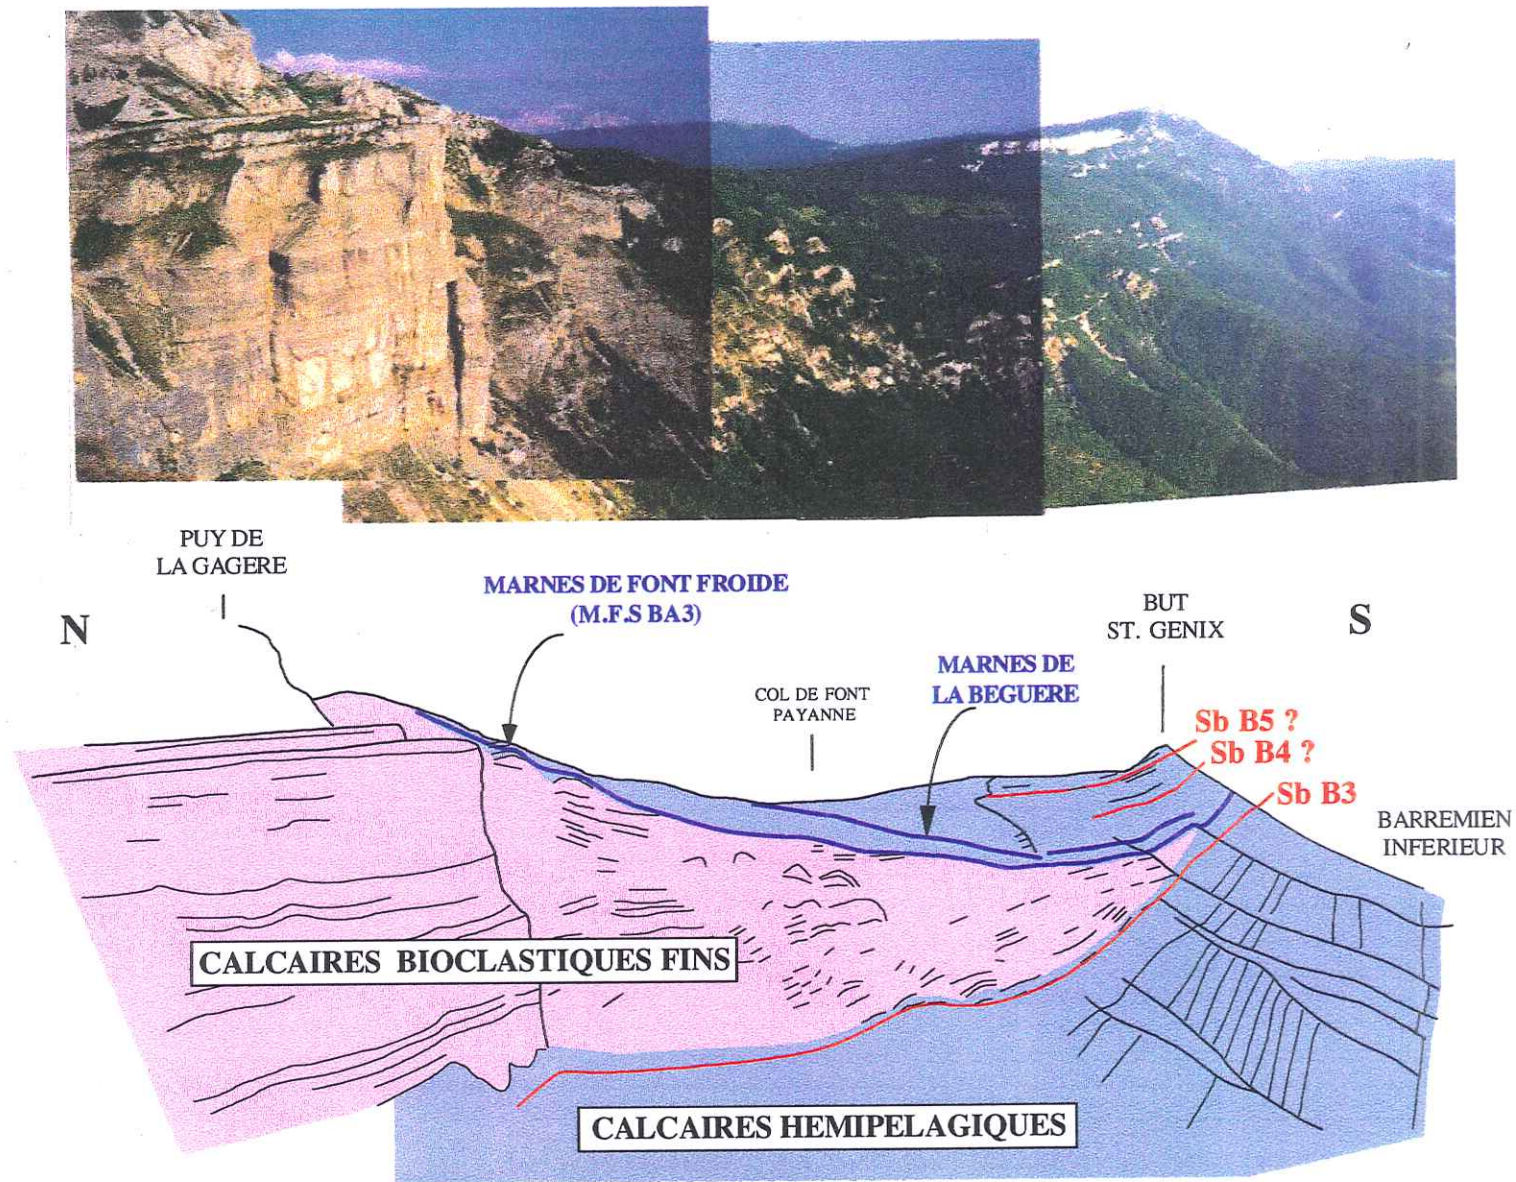 PUY DE
LA GAGERE
MARNES DE FONT FROIDE
(M.F.S BA3)
N
BUT
ST. GENIX
S
MARNES DE
LA BEGUERE
COL DE FONT
PAYANNE
Sb B5 ?
Sb B4 ?
Sb B3
BARREMIEN
INFERIEUR
CALCAIRES BIOCLASTIQUES FINS
CALCAIRES HEMIPELAGIQUES